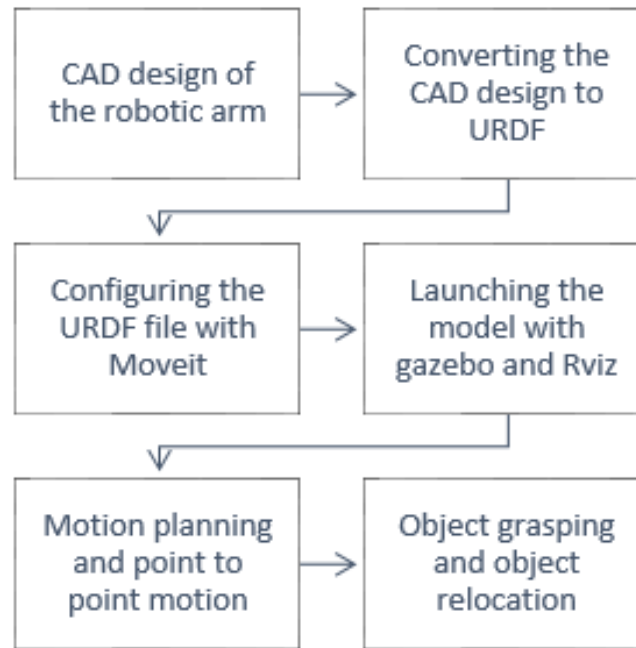 CAD design of
the robotic arm
Converting the
CAD design to
URDF
Configuring the
URDF file with
Moveit
Launching the
model with
gazebo and Rviz
Motion planning
and point to
point motion
Object grasping
and object
relocation